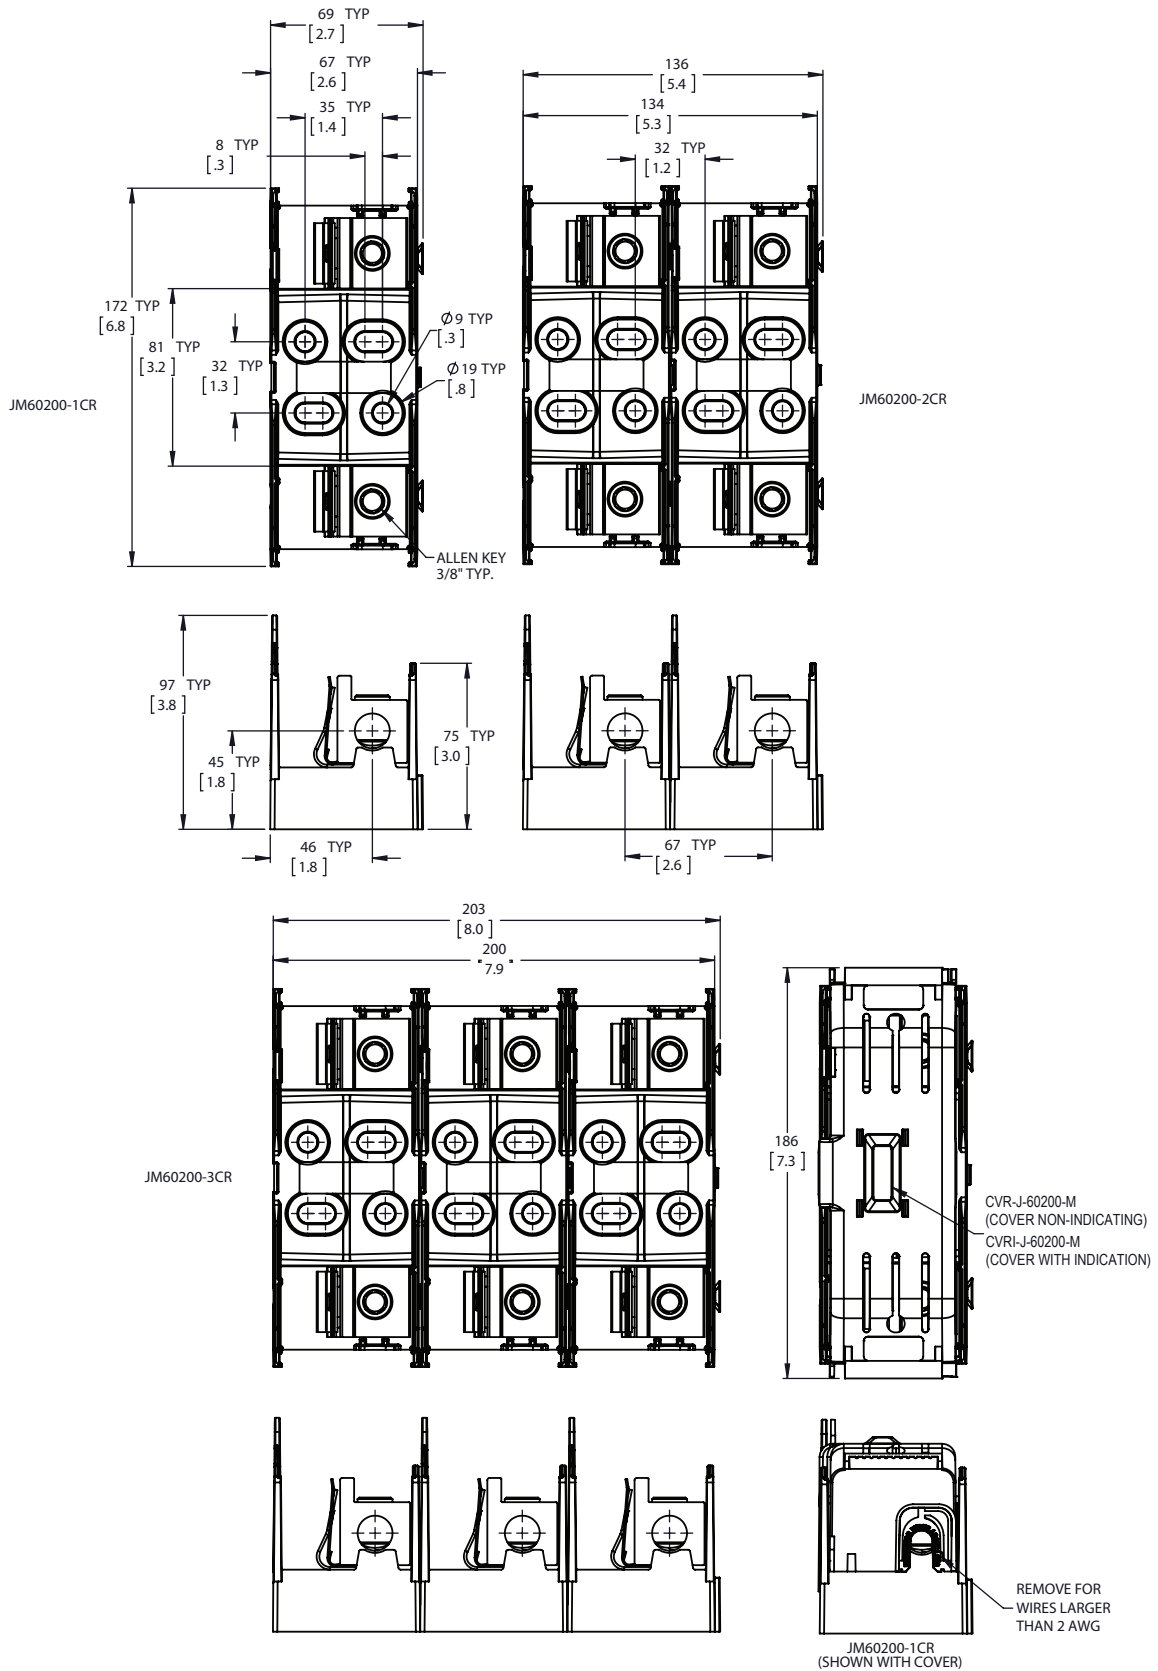 69 TYP
[2.7]
67 TYP
[2.6]
35 TYP
[1.4]
8 TYP
[.3]
136
[5.4]
134
[5.3]
32
[1.2]
172 TYP
[6.8]
81 TYP
[3.2]
32
[1.3]
Ø9 TYP
[.3]
Ø19 TYP
[.8]
JM60200-1CR
JM60200-2CR
ALLEN KEY
3/8" TYP.
97 TYP
[3.8]
45 TYP
[1.8]
75 TYP
[3.0]
46 TYP
[1.8]
67 TYP
[2.6]
203
[8.0]
200
7.9
186
[7.3]
JM60200-3CR
CVR-J-60200-M
(COVER NON-INDICATING)
CVRI-J-60200-M
(COVER WITH INDICATION)
REMOVE FOR
WIRES LARGER
THAN 2 AWG
JM60200-1CR
(SHOWN WITH COVER)